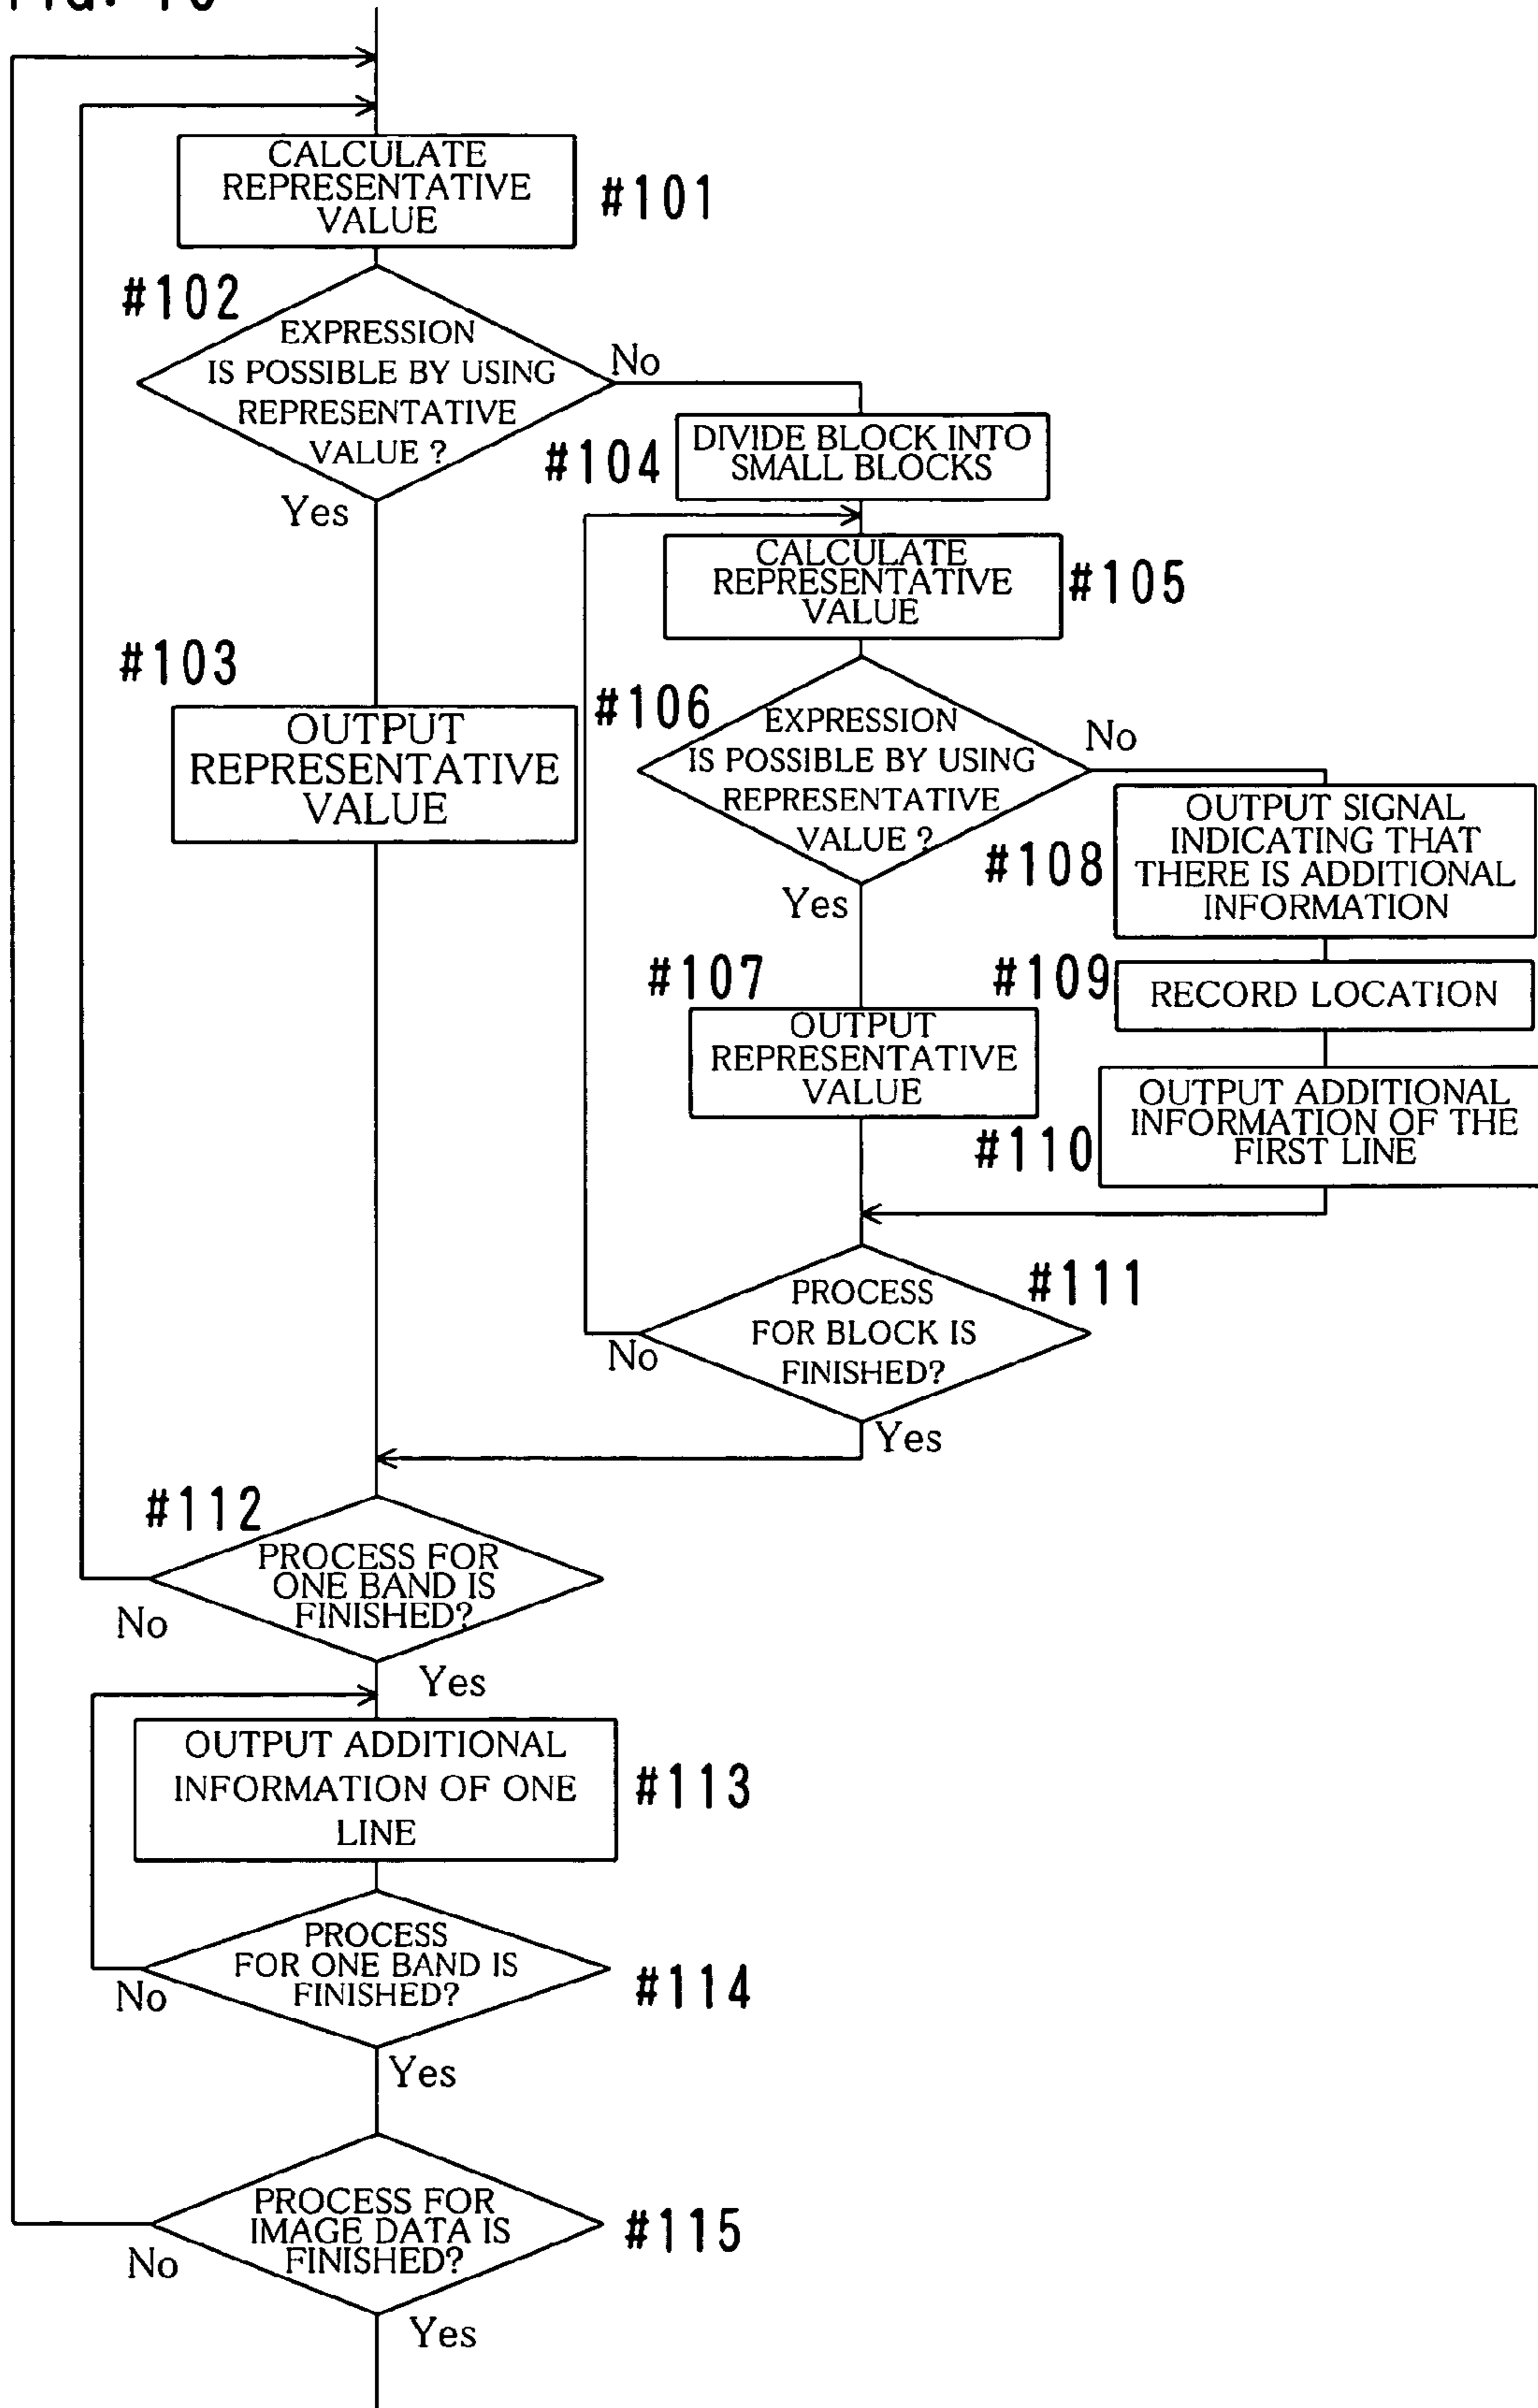 CALCULATE
REPRESENTATIVE
VALUE
#101
#102
EXPRESSION
IS POSSIBLE BY USING
REPRESENTATIVE
VALUE ?
No
Yes
#104
DIVIDE BLOCK INTO
SMALL BLOCKS
CALCULATE
REPRESENTATIVE
VALUE
#105
#103
OUTPUT
REPRESENTATIVE
VALUE
#106
EXPRESSION
IS POSSIBLE BY USING
REPRESENTATIVE
VALUE ?
No
Yes
#108
OUTPUT SIGNAL
INDICATING THAT
THERE IS ADDITIONAL
INFORMATION
#107
OUTPUT
REPRESENTATIVE
VALUE
#109
RECORD LOCATION
#110
OUTPUT ADDITIONAL
INFORMATION OF THE
FIRST LINE
#111
PROCESS
FOR BLOCK IS
FINISHED?
No
Yes
#112
PROCESS FOR
ONE BAND IS
FINISHED?
No
Yes
OUTPUT ADDITIONAL
INFORMATION OF ONE
LINE
#113
PROCESS
FOR ONE BAND IS
FINISHED?
#114
No
Yes
PROCESS FOR
IMAGE DATA IS
FINISHED?
#115
No
Yes